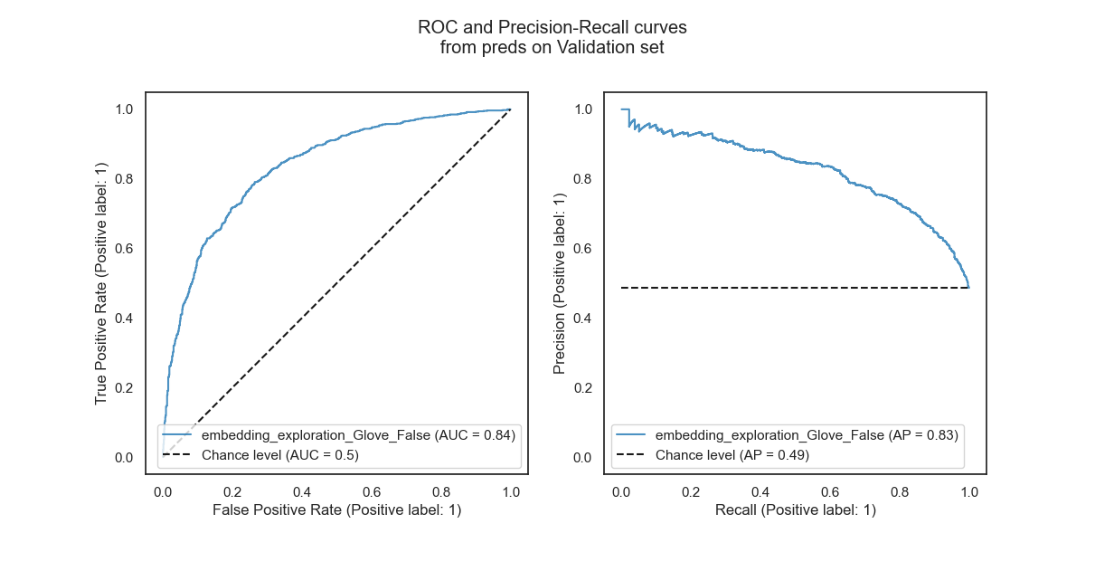 ROC and Precision-Recall curves
from preds on Validation set
True Positive Rate (Positive label: 1)
1.0
0.8
0.6
0.4
0.2
0.0
embedding_exploration_Glove_False (AUC = 0.84)
Chance level (AUC = 0.5)
0.0 0.2 0.4 0.6 0.8 1.0
False Positive Rate (Positive label: 1)
Precision (Positive label: 1)
1.0
0.8
0.6
0.4
0.2
0.0
embedding_exploration_Glove_False (AP = 0.83)
Chance level (AP = 0.49)
0.0 0.2 0.4 0.6 0.8 1.0
Recall (Positive label: 1)